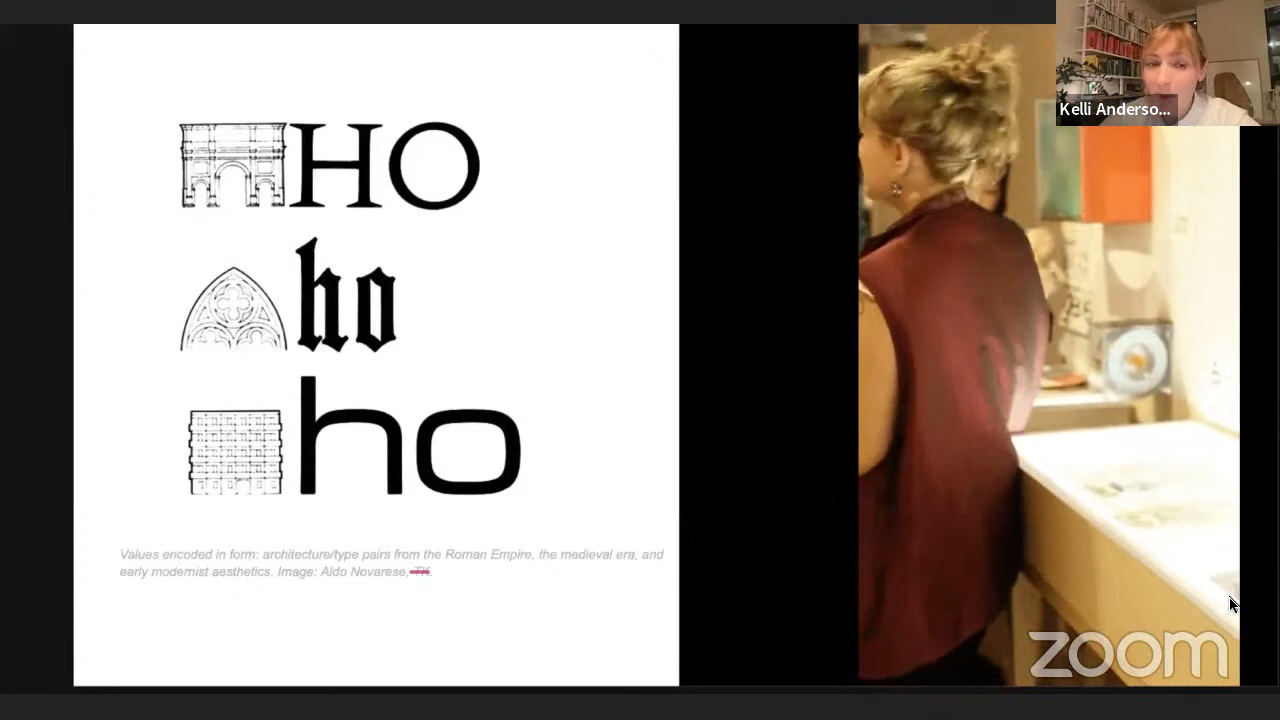 Kelli Anderso...
HO
ho
ho
Values encoded in form: architecture/type pairs from the Roman Empire, the medieval era, and
early modernist aesthetics. Image: Aldo Novarese, TK.
zoom